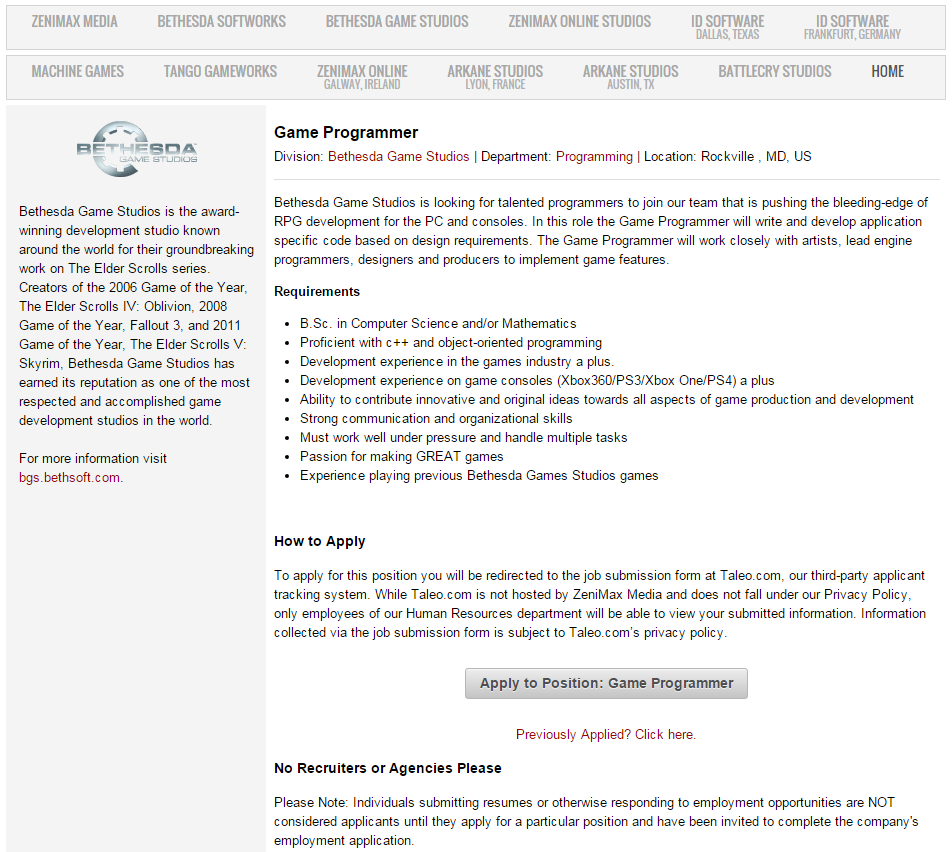 ZENIMAX MEDIA BETHESDA SOFTWORKS BETHESDA GAME STUDIOS ZENIMAX ONLINE STUDIOS ID SOFTWARE ID SOFTWARE
DALLAS, TEXAS FRANKFURT, GERMANY
MACHINE GAMES TANGO GAMEWORKS ZENIMAX ONLINE ARKANE STUDIOS ARKANE STUDIOS BATTLECRY STUDIOS HOME
GALWAY, IRELAND LYON, FRANCE AUSTIN, TX
BETHESDA
GAME STUDIOS
Bethesda Game Studios is the award-
winning development studio known
around the world for their groundbreaking
work on The Elder Scrolls series.
Creators of the 2006 Game of the Year,
The Elder Scrolls IV: Oblivion, 2008
Game of the Year, Fallout 3, and 2011
Game of the Year, The Elder Scrolls V:
Skyrim, Bethesda Game Studios has
earned its reputation as one of the most
respected and accomplished game
development studios in the world.
For more information visit
bgs.bethsoft.com.
Game Programmer
Division: Bethesda Game Studios | Department: Programming | Location: Rockville , MD, US
Bethesda Game Studios is looking for talented programmers to join our team that is pushing the bleeding-edge of
RPG development for the PC and consoles. In this role the Game Programmer will write and develop application
specific code based on design requirements. The Game Programmer will work closely with artists, lead engine
programmers, designers and producers to implement game features.
Requirements
• B.Sc. in Computer Science and/or Mathematics
• Proficient with c++ and object-oriented programming
• Development experience in the games industry a plus.
• Development experience on game consoles (Xbox360/PS3/Xbox One/PS4) a plus
• Ability to contribute innovative and original ideas towards all aspects of game production and development
• Strong communication and organizational skills
• Must work well under pressure and handle multiple tasks
• Passion for making GREAT games
• Experience playing previous Bethesda Games Studios games
How to Apply
To apply for this position you will be redirected to the job submission form at Taleo.com, our third-party applicant
tracking system. While Taleo.com is not hosted by ZeniMax Media and does not fall under our Privacy Policy,
only employees of our Human Resources department will be able to view your submitted information. Information
collected via the job submission form is subject to Taleo.com's privacy policy.
Apply to Position: Game Programmer
Previously Applied? Click here.
No Recruiters or Agencies Please
Please Note: Individuals submitting resumes or otherwise responding to employment opportunities are NOT
considered applicants until they apply for a particular position and have been invited to complete the company's
employment application.